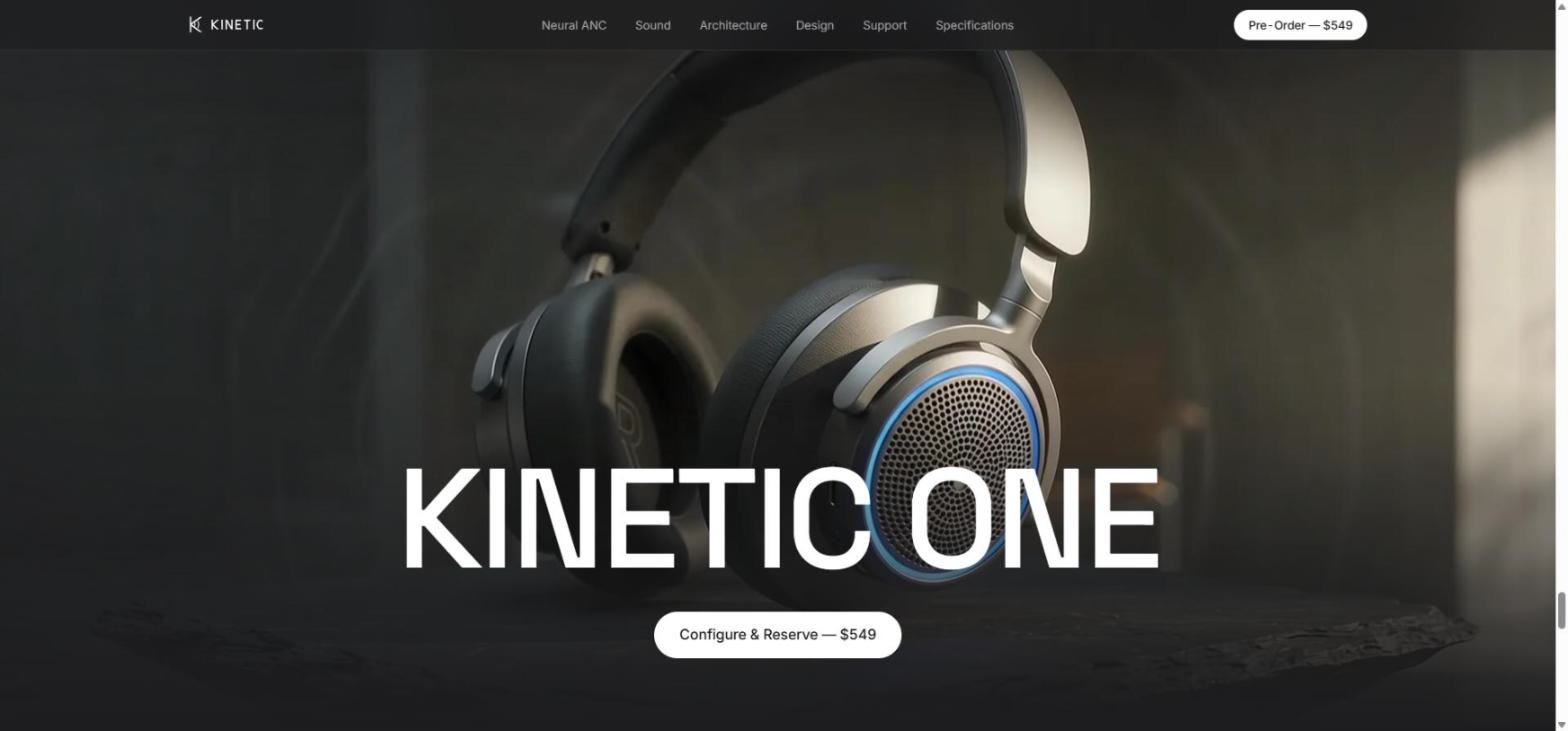 KINETIC
Neural ANC
Sound
Architecture
Design
Support
Specifications
Pre-Order — $549
KINETIC ONE
Configure & Reserve — $549